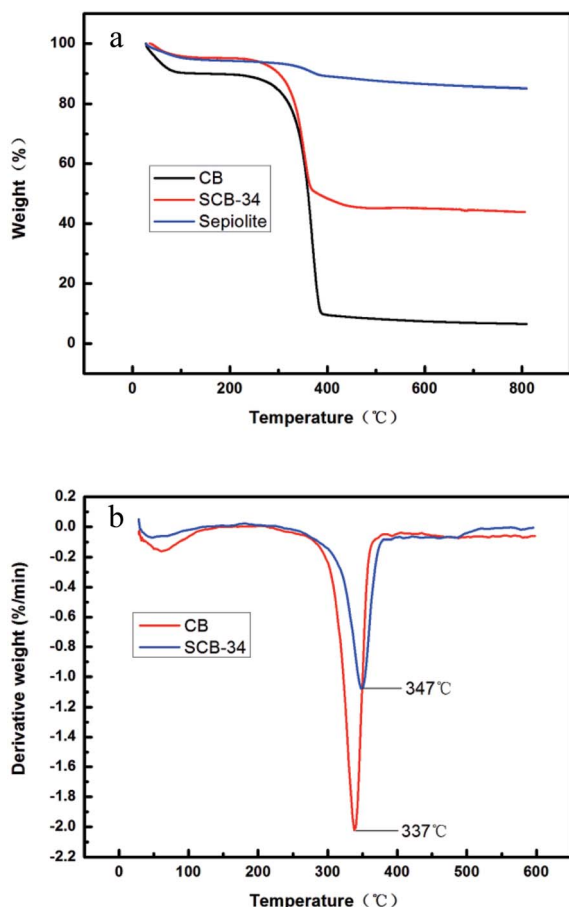 a
100
80
60
40
20
0
Weight（%）
CB
SCB-34
Sepiolite
0 200 400 600 800
Temperature（℃）
b
0.2
0.0
-0.2
-0.4
-0.6
-0.8
-1.0
-1.2
-1.4
-1.6
-1.8
-2.0
-2.2
Derivative weight (%/min)
CB
SCB-34
347℃
337℃
0 100 200 300 400 500 600
Temperature（℃）